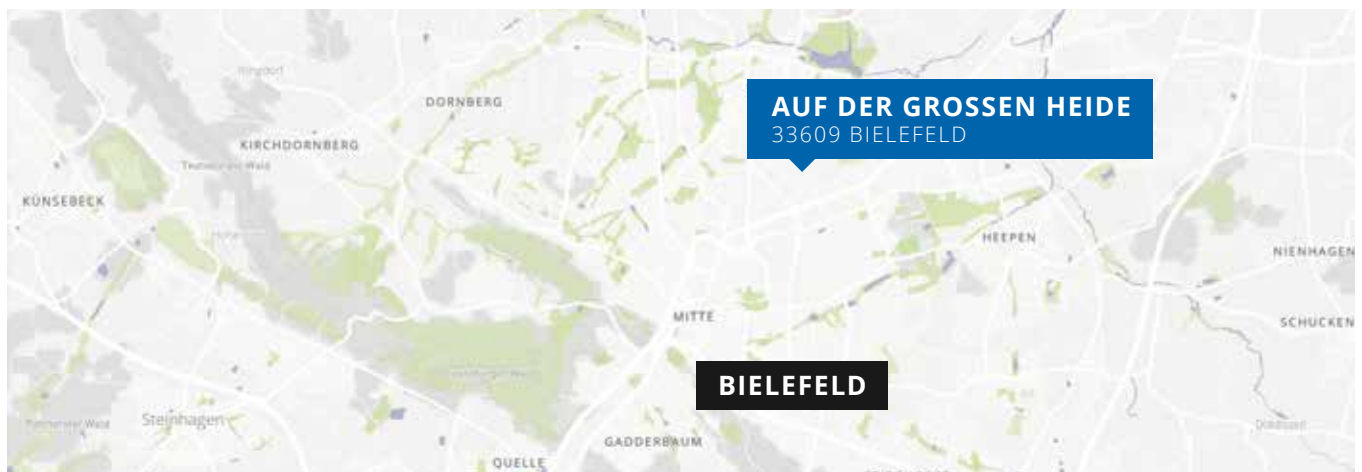 DORNBERG
AUF DER GROSSEN HEIDE
33609 BIELEFELD
KIRCHDORNBERG
KÜNSEBECK
HEEPEN
NIENHAGEN
MITTE
SCHUCKEN
BIELEFELD
Steinhagen
GADDERBAUM
QUELLE